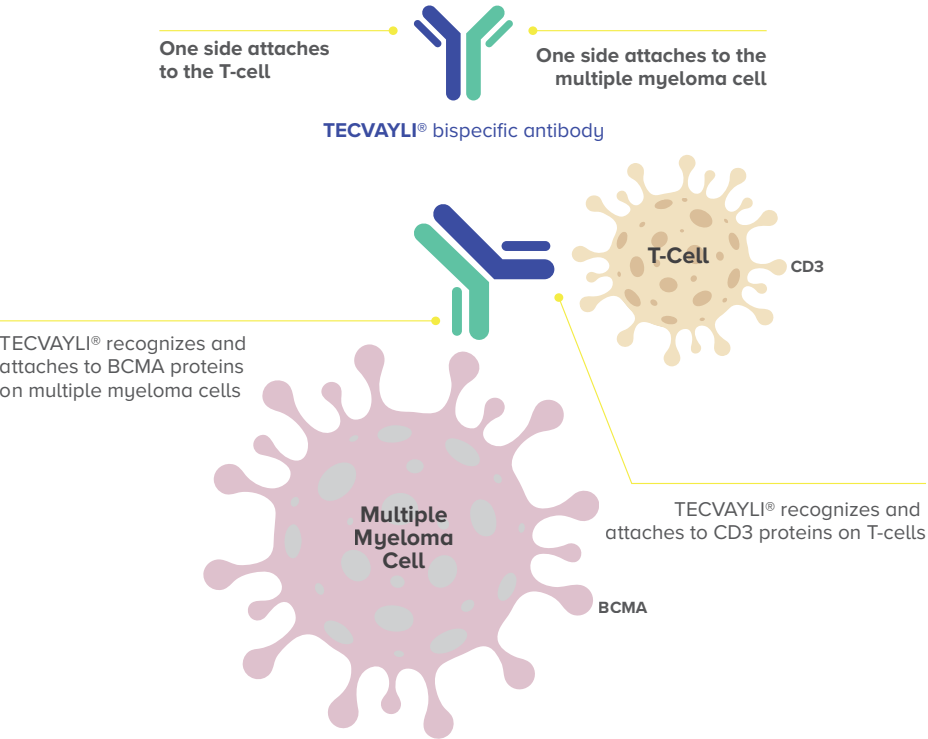 One side attaches
to the T-cell
One side attaches to the
multiple myeloma cell
TECVAYLI® bispecific antibody
T-Cell
CD3
TECVAYLI® recognizes and
attaches to BCMA proteins
on multiple myeloma cells
Multiple
Myeloma
Cell
TECVAYLI® recognizes and
attaches to CD3 proteins on T-cells
BCMA